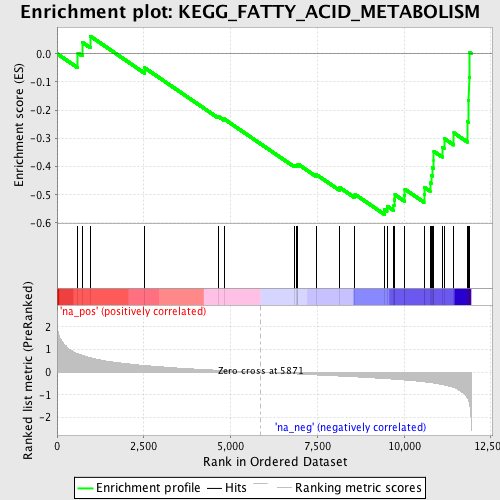 Enrichment plot: KEGG_FATTY_ACID_METABOLISM
Enrichment score (ES)
0.0
-0.1
-0.2
-0.3
-0.4
-0.5
-0.6
'na_pos' (positively correlated)
Ranked list metric (PreRanked)
2
1
0
-1
-2
Zero cross at 5871
'na_neg' (negatively correlated)
0 2,500 5,000 7,500 10,000 12,500
Rank in Ordered Dataset
Enrichment profile Hits Ranking metric scores